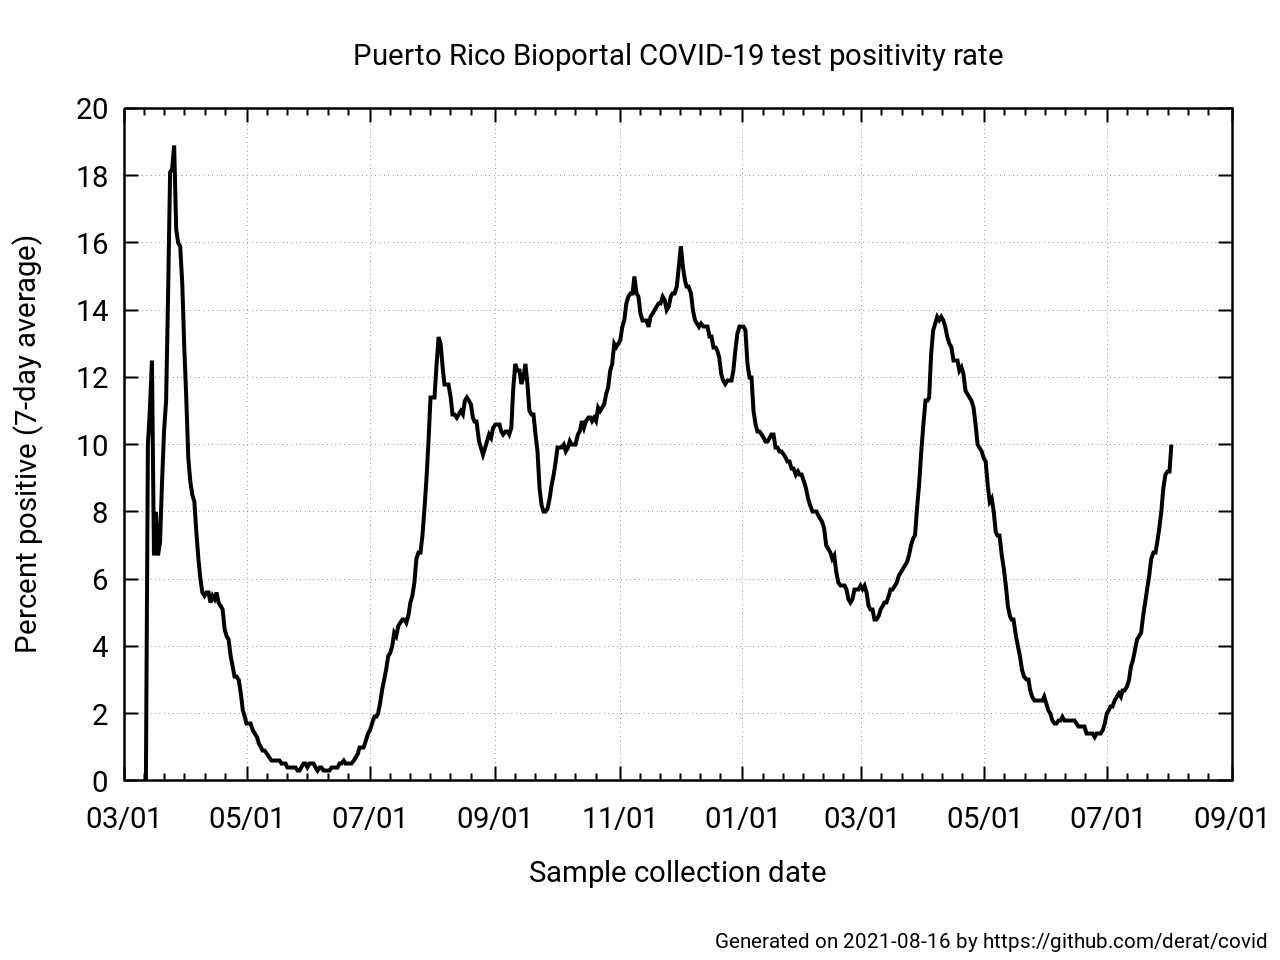 Puerto Rico Bioportal COVID-19 test positivity rate
20
18
16
14
12
10
8
6
4
2
0
Percent positive (7-day average)
03/01 05/01 07/01 09/01 11/01 01/01 03/01 05/01 07/01 09/01
Sample collection date
Generated on 2021-08-16 by https://github.com/derat/covid